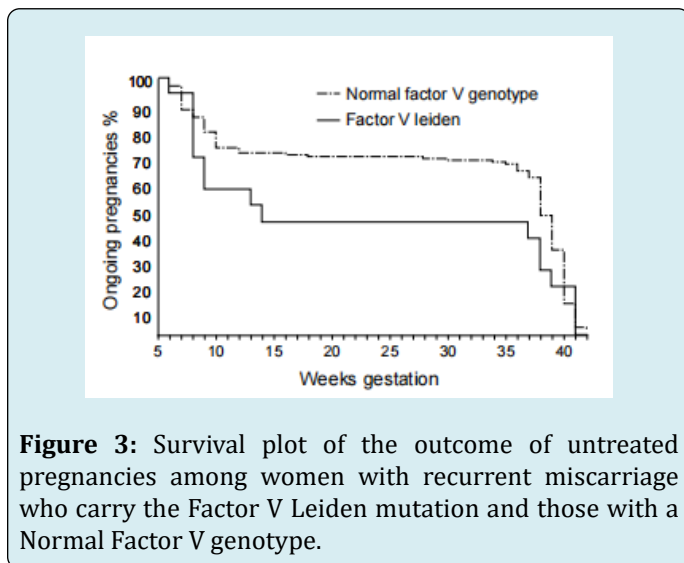 100
90
80
70
60
50
40
30
20
10
Ongoing pregnancies %
Normal factor V genotype
Factor V leiden
5 10 15 20 25 30 35 40
Weeks gestation
Figure 3: Survival plot of the outcome of untreated
pregnancies among women with recurrent miscarriage
who carry the Factor V Leiden mutation and those with a
Normal Factor V genotype.